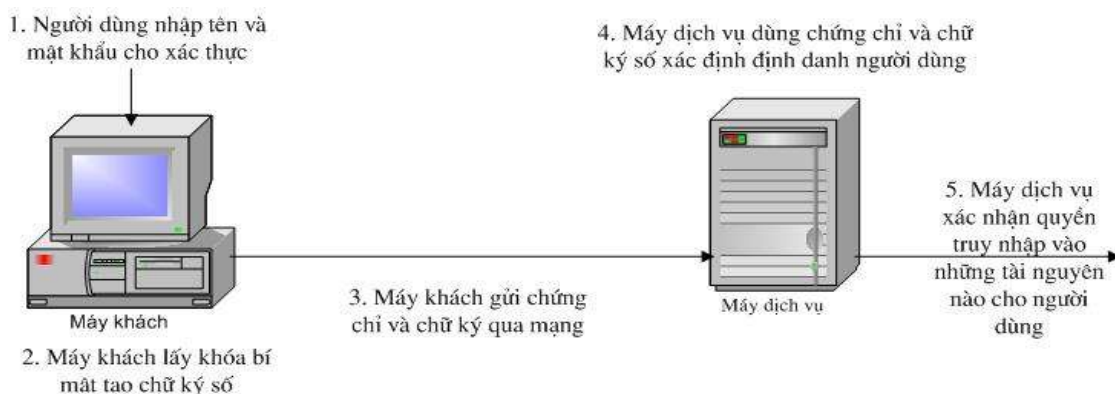 1. Người dùng nhập tên và
mật khẩu cho xác thực
4. Máy dịch vụ dùng chứng chỉ và chữ
ký số xác định định danh người dùng
5. Máy dịch vụ
xác nhận quyền
truy nhập vào
những tài nguyên
nào cho người
dùng
3. Máy khách gửi chứng
chỉ và chữ ký qua mạng
Máy khách
Máy dịch vụ
2. Máy khách lấy khóa bí
mật tạo chữ ký số